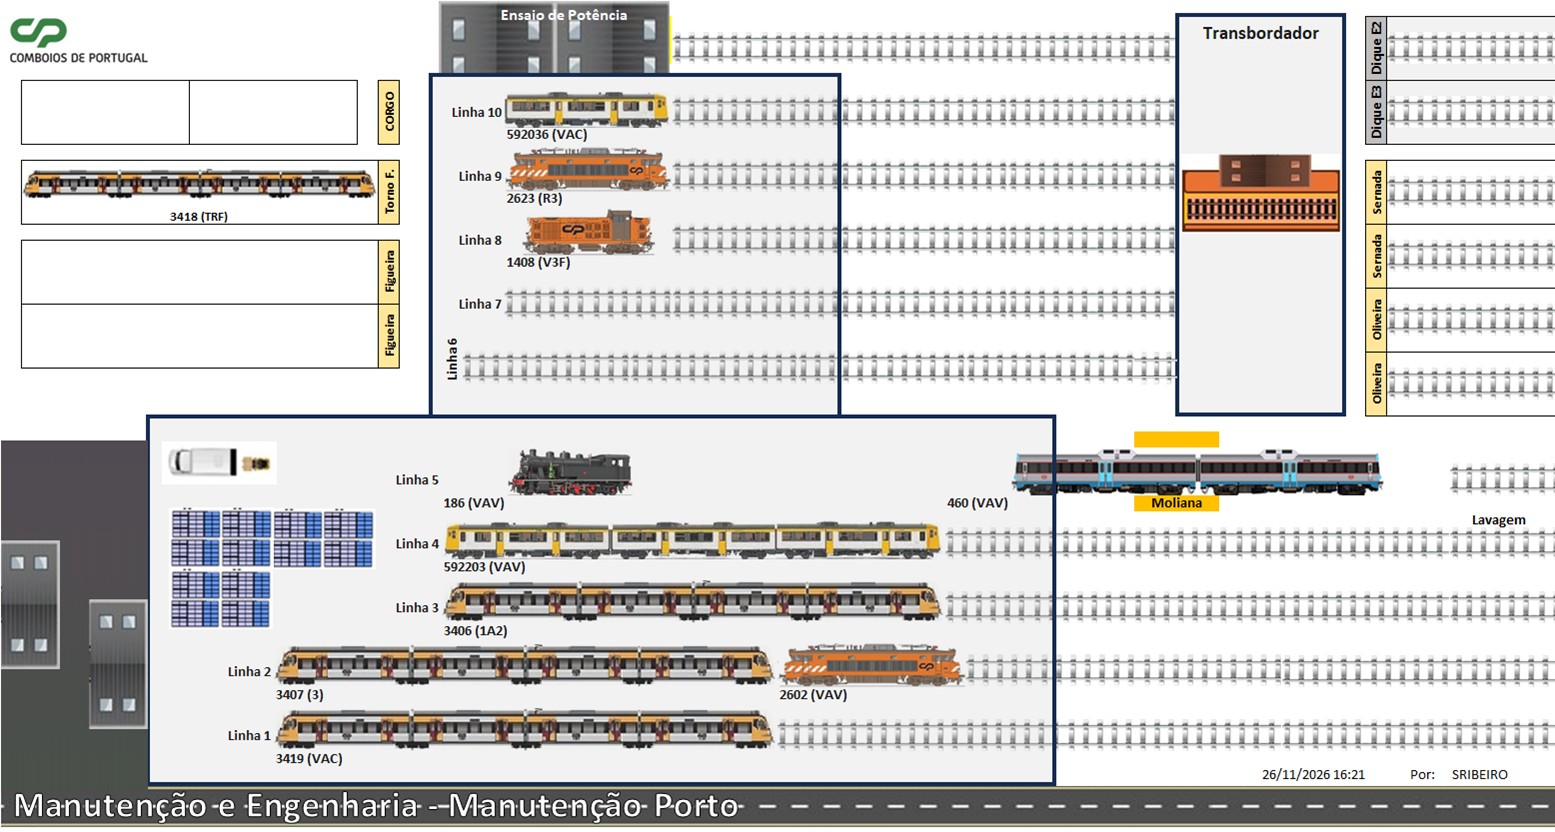 CP
COMBOIOS DE PORTUGAL
CORGO
Torno F.
3418 (TRF)
Figueira
Figueira
Ensaio de Potência
Linha 10
592036 (VAC)
Linha 9
2623 (R3)
Linha 8
1408 (V3F)
Linha 7
Linha 6
Transbordador
Dique E2
Dique E3
Sernada
Sernada
Oliveira
Oliveira
Linha 5
186 (VAV)
460 (VAV)
Moliana
Lavagem
Linha 4
592203 (VAV)
Linha 3
3406 (1A2)
Linha 2
3407 (3)
2602 (VAV)
Linha 1
3419 (VAC)
26/11/2026 16:21 Por: SRIBEIRO
Manutenção e Engenharia - Manutenção Porto